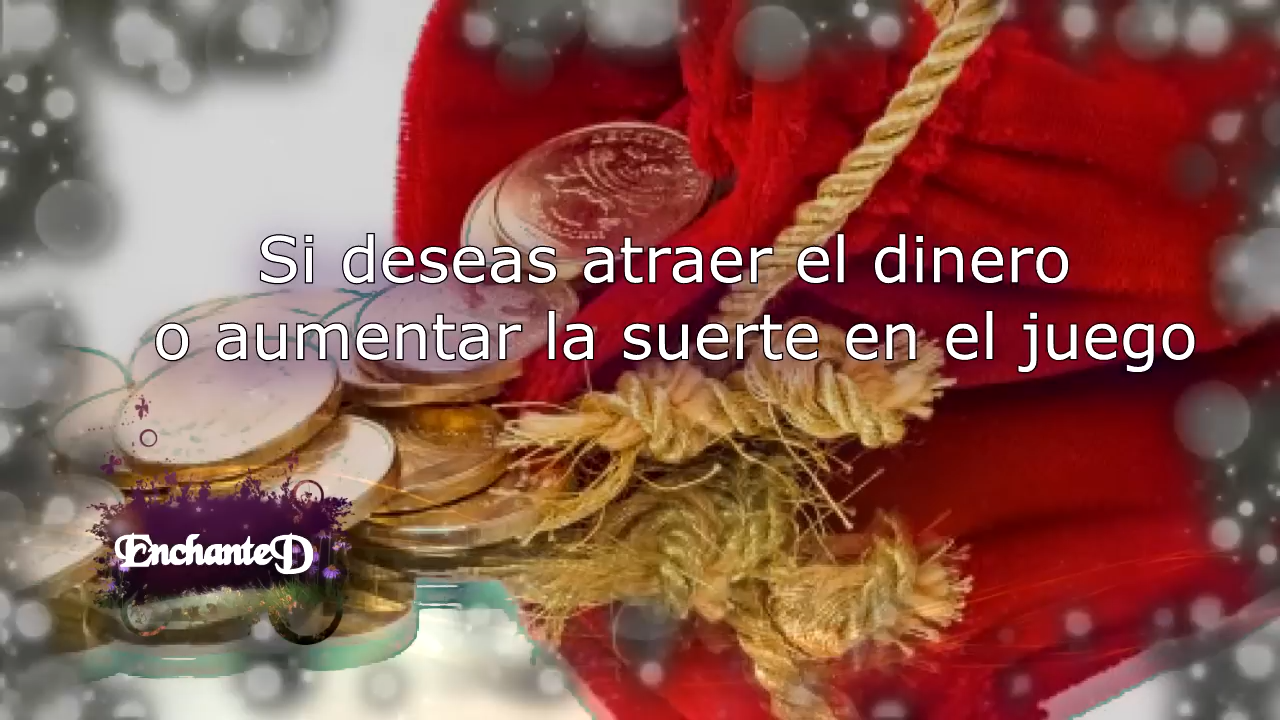 Si deseas atraer el dinero
o aumentar la suerte en el juego
EnchanteD